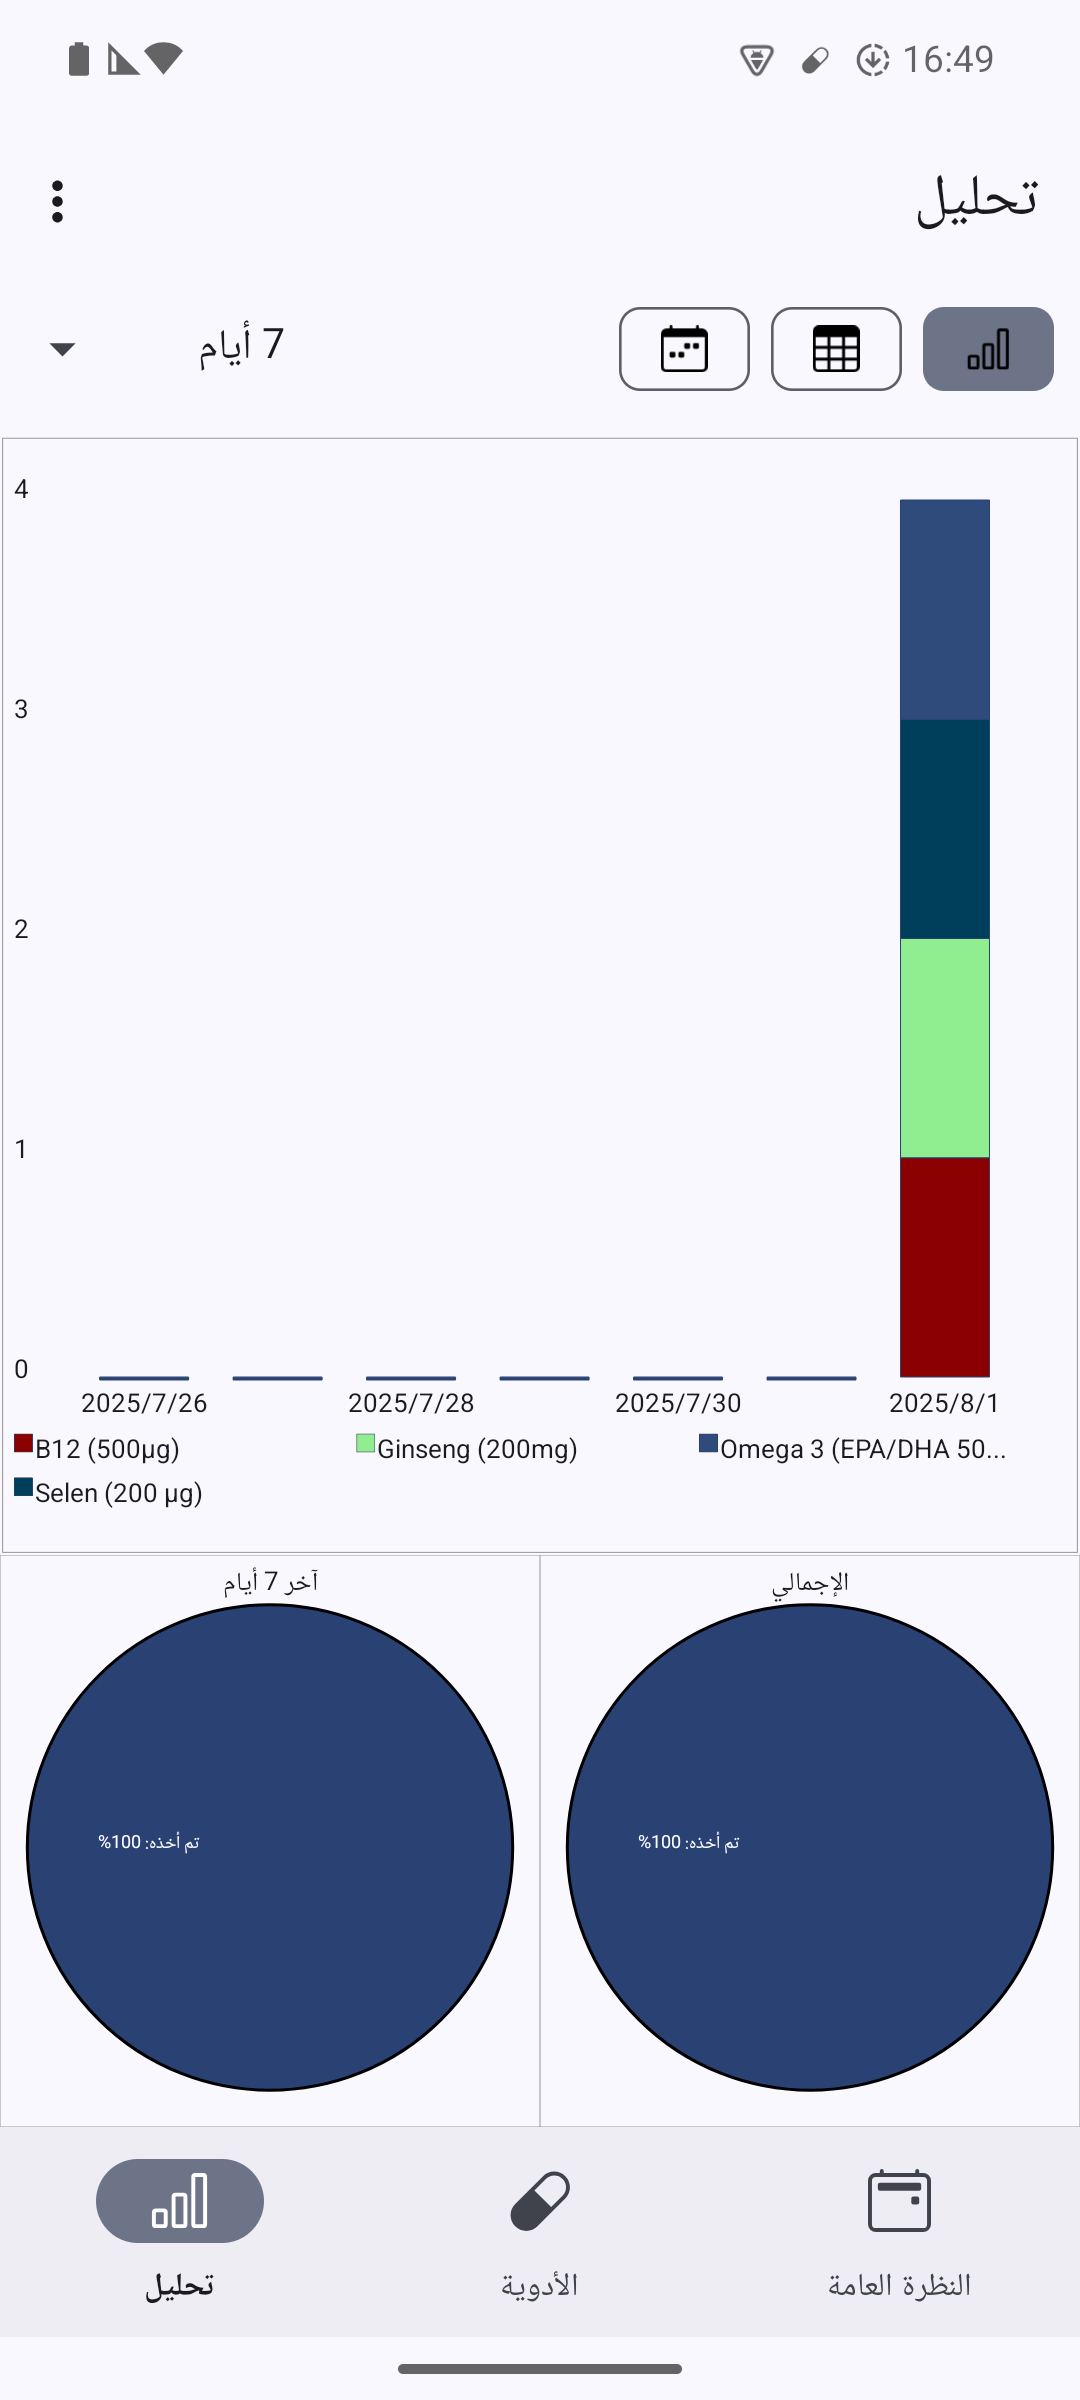 16:49
تحليل
7 أيام
4
3
2
1
0
2025/7/26 2025/7/28 2025/7/30 2025/8/1
B12 (500µg) Ginseng (200mg) Omega 3 (EPA/DHA 50...
Selen (200 µg)
الإجمالي
تم أخذه: 100%
آخر 7 أيام
تم أخذه: 100%
النظرة العامة
الأدوية
تحليل